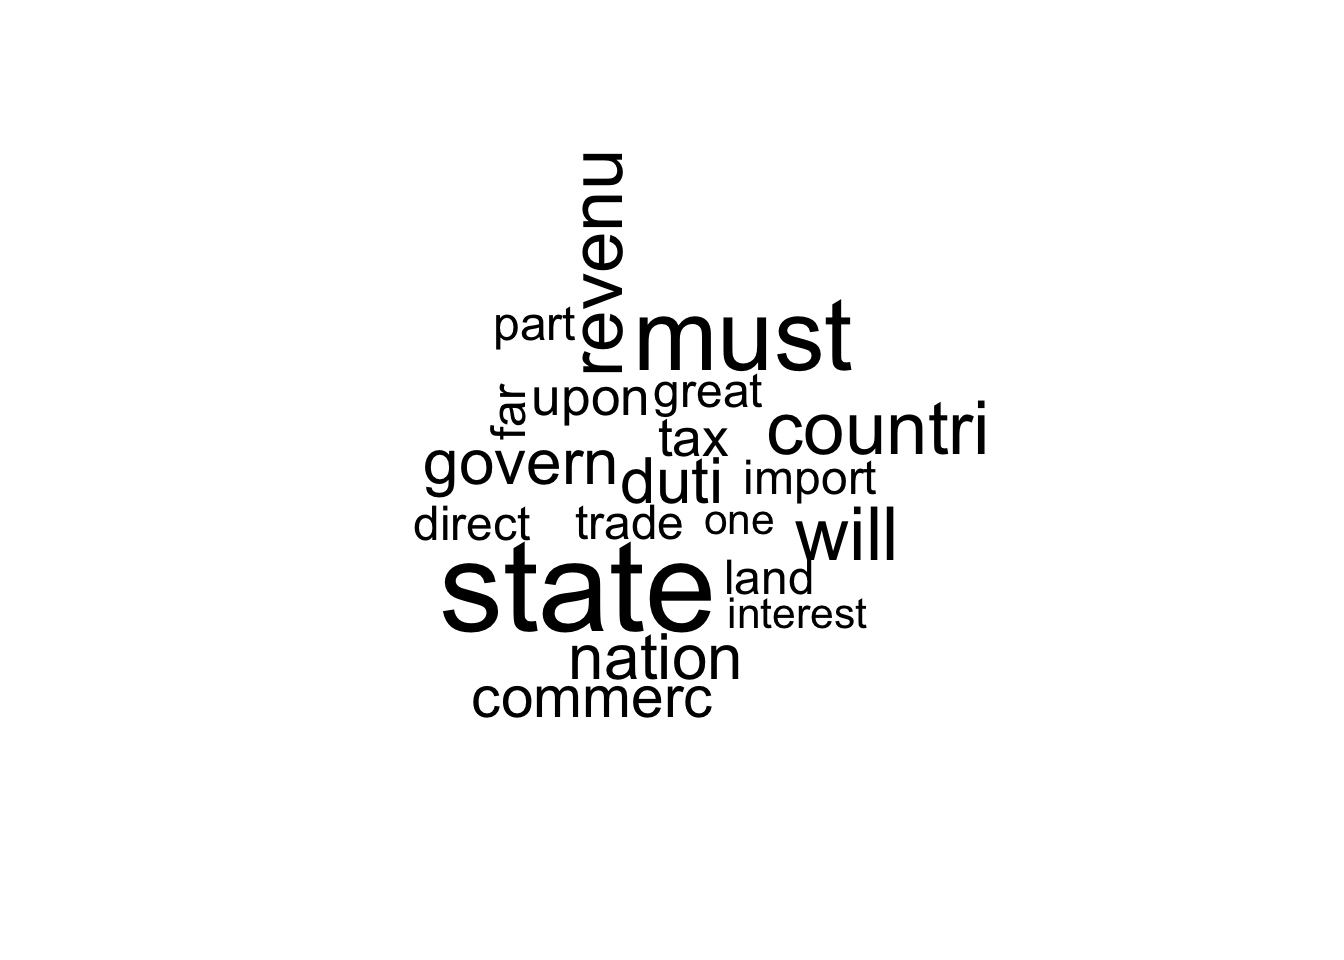 revenu
part
must
far
upon
great
tax
countri
govern
duti
import
direct
trade
one
will
state
land
interest
nation
commerc